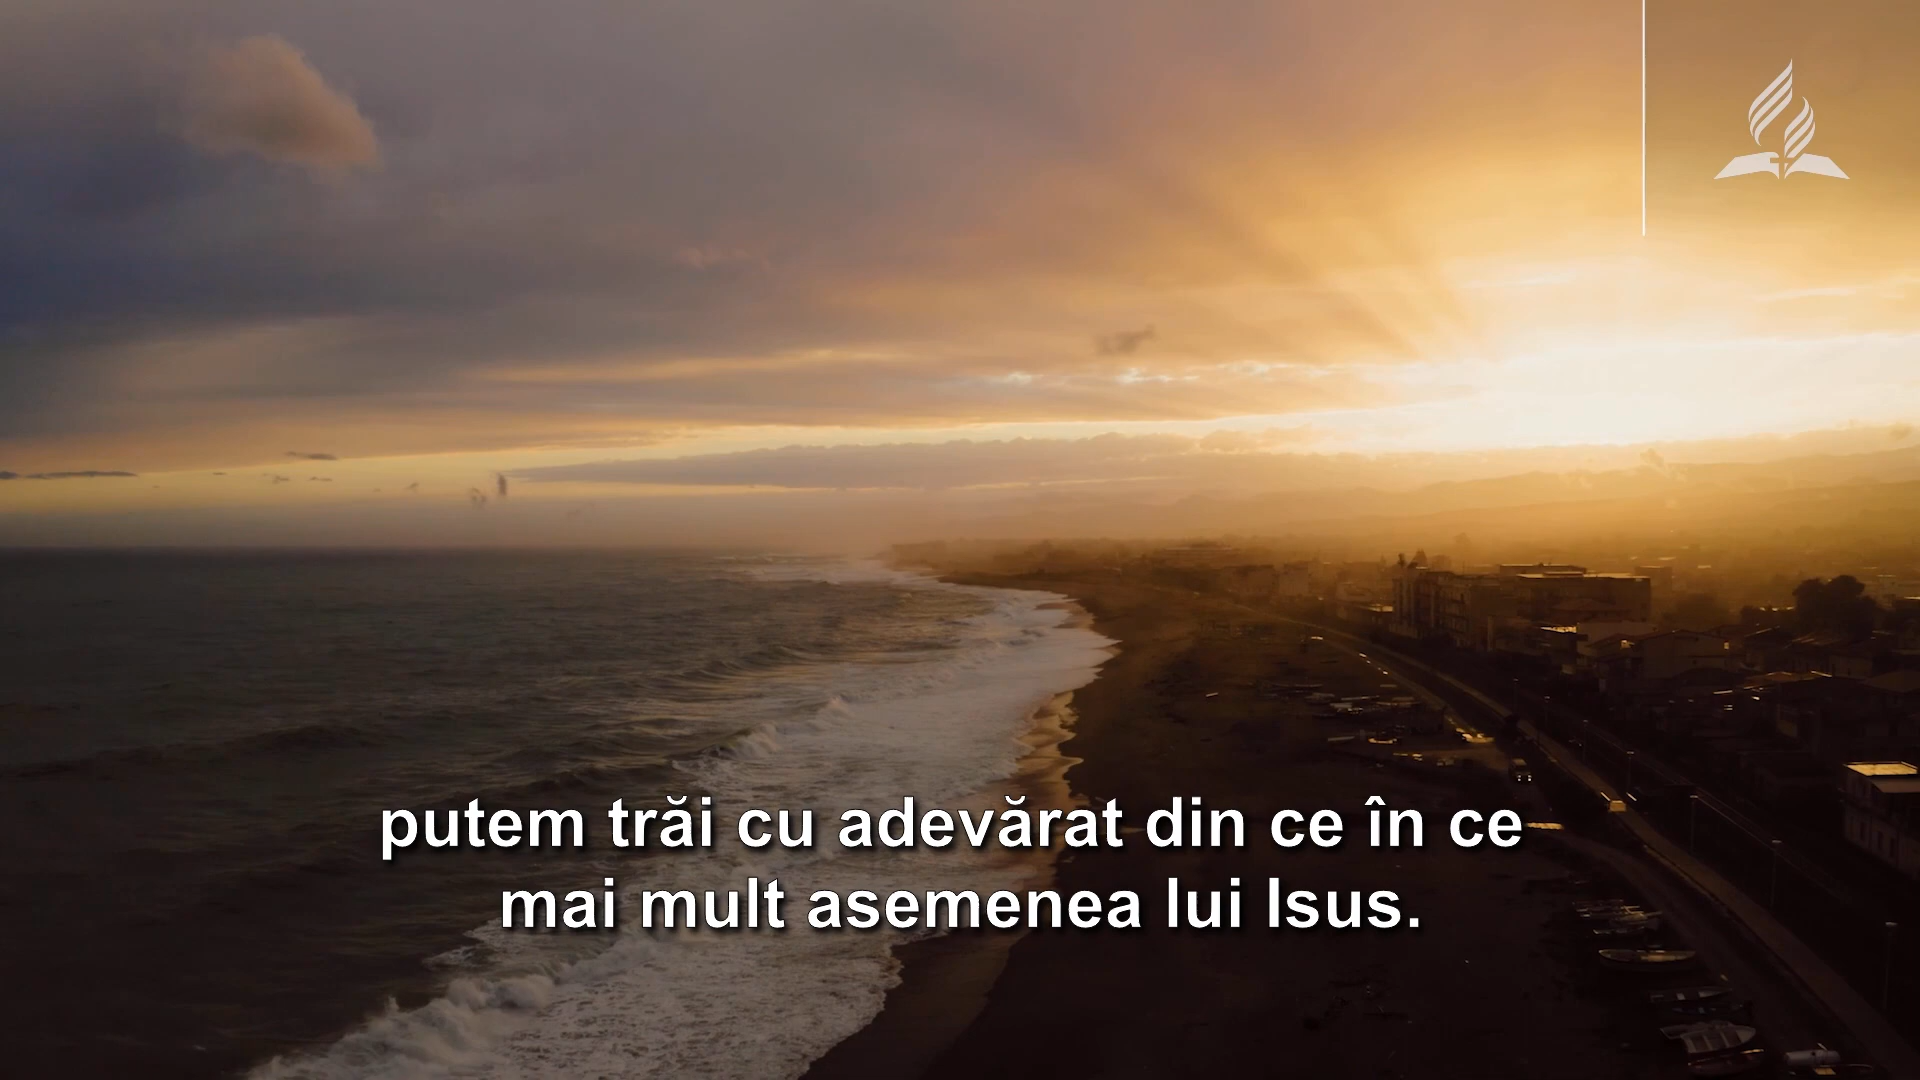 putem trăi cu adevărat din ce în ce
mai mult asemenea lui Isus.